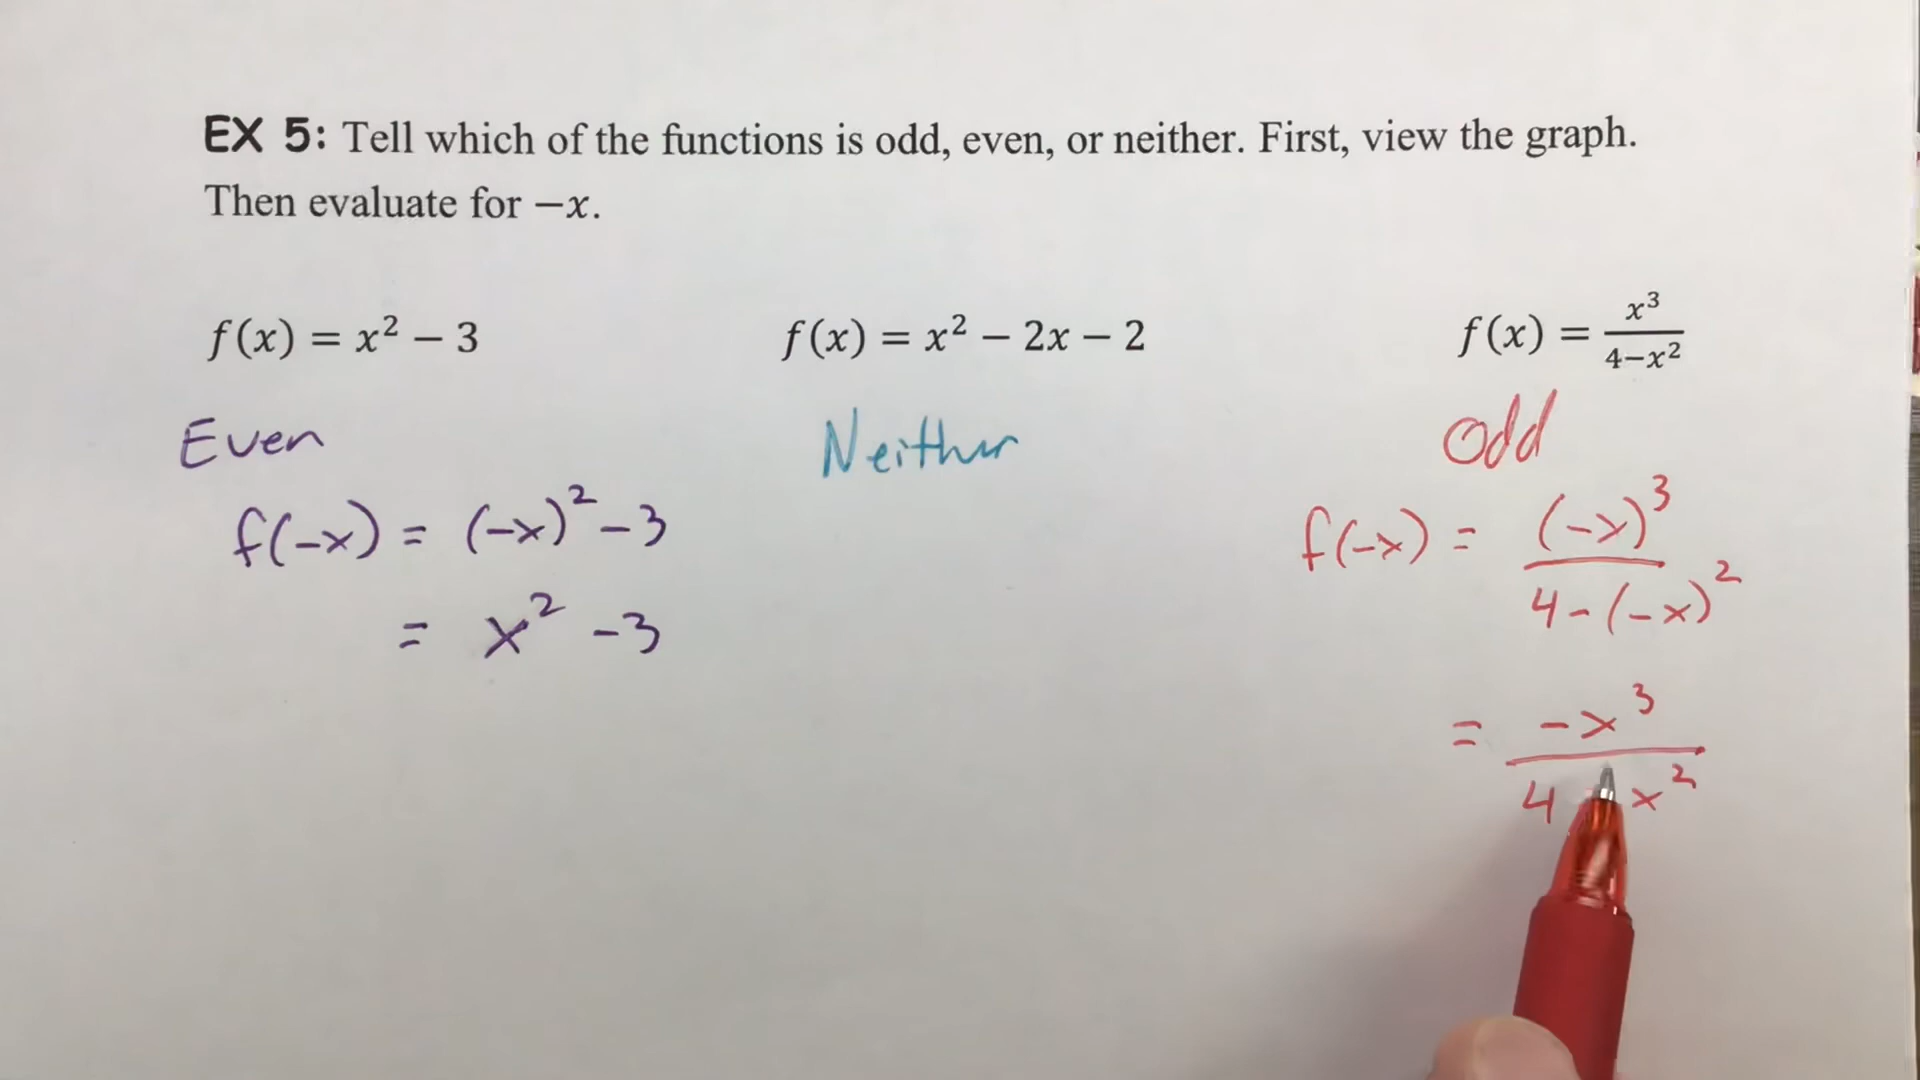 EX 5: Tell which of the functions is odd, even, or neither. First, view the graph.
Then evaluate for −x.
f(x) = x² − 3
f(x) = x² − 2x − 2
f(x) = x³/4−x²
Even
f(-x) = (-x)² - 3
= x² - 3
Neither
Odd
f(-x) = (-x)³/4-(-x)²
= -x³/4 x²